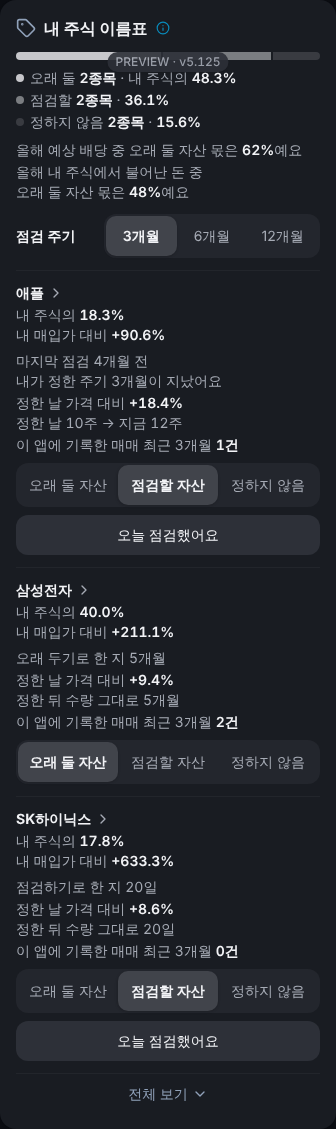 내 주식 이름표
PREVIEW · v5.125
오래 둘 2종목 · 내 주식의 48.3%
점검할 2종목 · 36.1%
정하지 않음 2종목 · 15.6%
올해 예상 배당 중 오래 둘 자산 몫은 62%예요
올해 내 주식에서 불어난 돈 중
오래 둘 자산 몫은 48%예요
점검 주기 3개월 6개월 12개월
애플
내 주식의 18.3%
내 매입가 대비 +90.6%
마지막 점검 4개월 전
내가 정한 주기 3개월이 지났어요
정한 날 가격 대비 +18.4%
정한 날 10주 → 지금 12주
이 앱에 기록한 매매 최근 3개월 1건
오래 둘 자산 점검할 자산 정하지 않음
오늘 점검했어요
삼성전자
내 주식의 40.0%
내 매입가 대비 +211.1%
오래 두기로 한 지 5개월
정한 날 가격 대비 +9.4%
정한 뒤 수량 그대로 5개월
이 앱에 기록한 매매 최근 3개월 2건
오래 둘 자산 점검할 자산 정하지 않음
SK하이닉스
내 주식의 17.8%
내 매입가 대비 +633.3%
점검하기로 한 지 20일
정한 날 가격 대비 +8.6%
정한 뒤 수량 그대로 20일
이 앱에 기록한 매매 최근 3개월 0건
오래 둘 자산 점검할 자산 정하지 않음
오늘 점검했어요
전체 보기